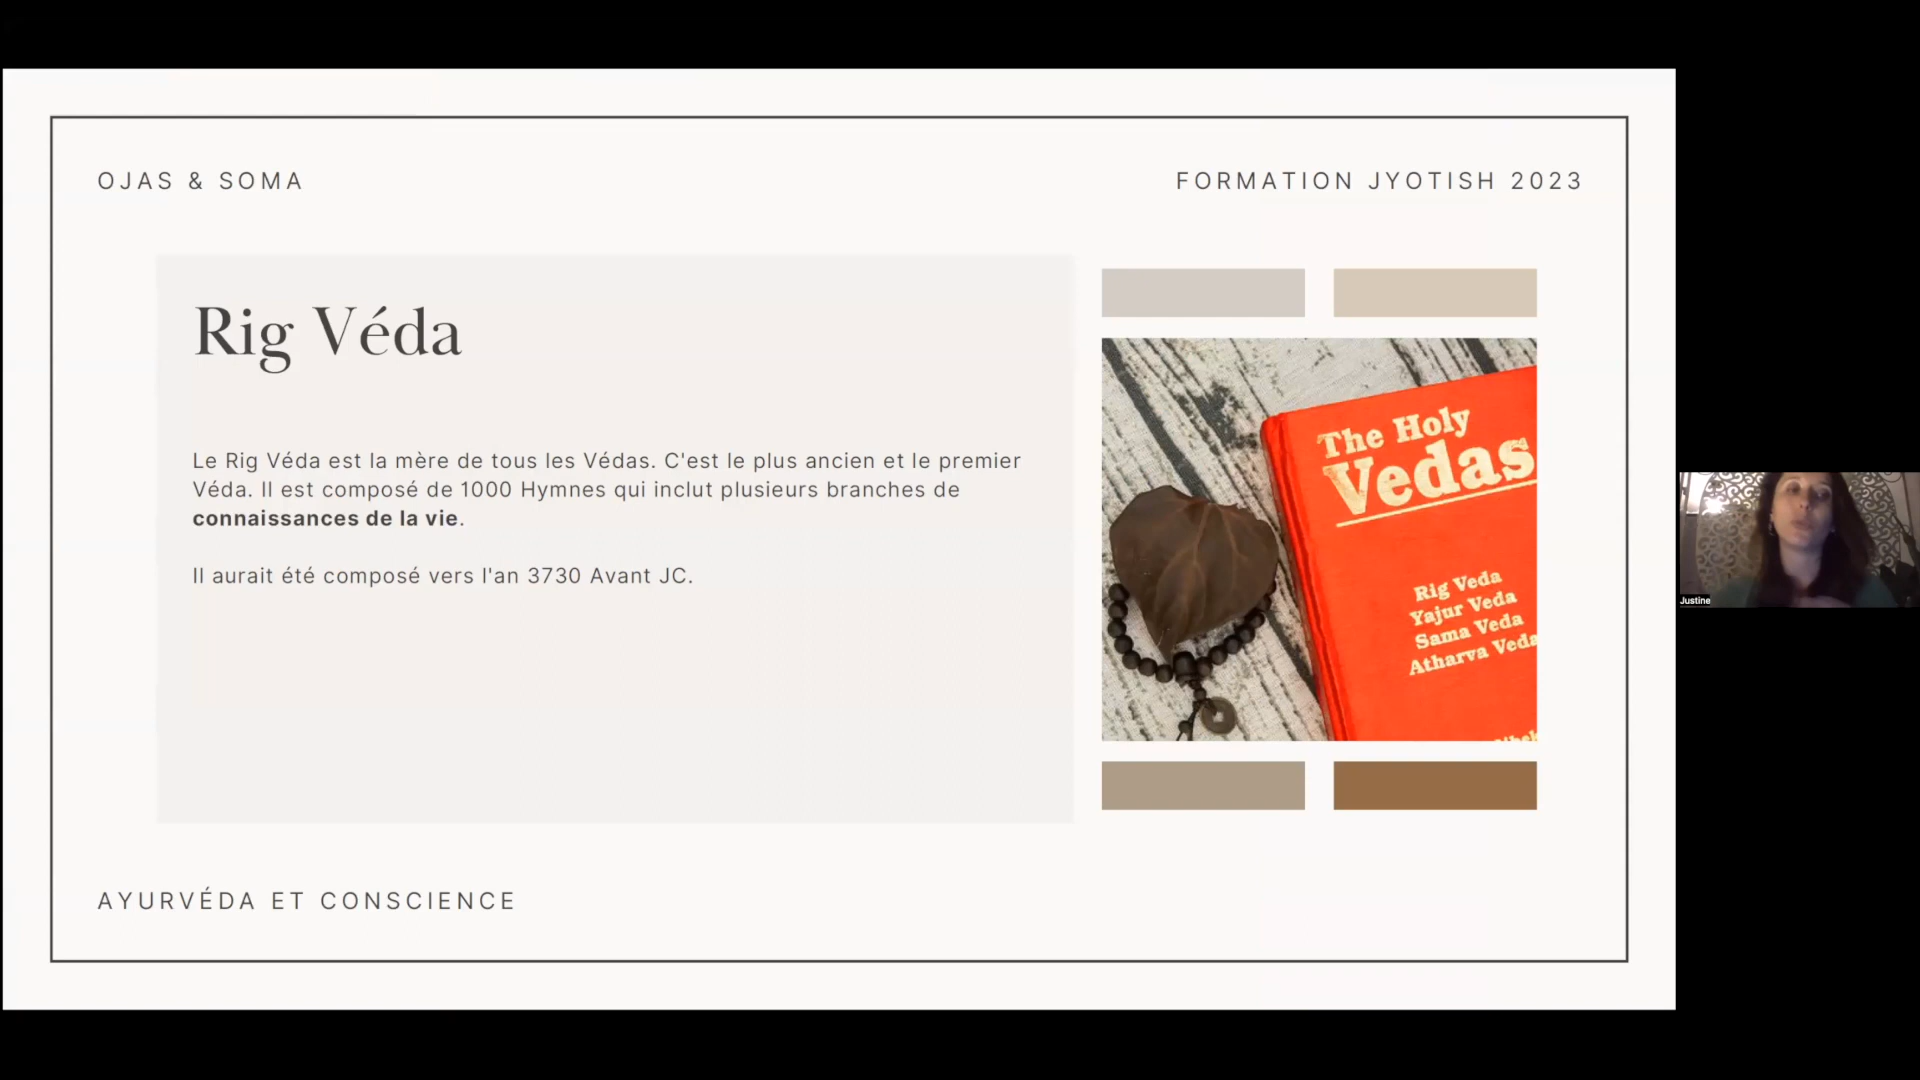 OJAS & SOMA
FORMATION JYOTISH 2023
Rig Véda
Le Rig Véda est la mère de tous les Védas. C'est le plus ancien et le premier
Véda. Il est composé de 1000 Hymnes qui inclut plusieurs branches de
connaissances de la vie.
Il aurait été composé vers l'an 3730 Avant JC.
The Holy
Vedas
Rig Veda
Yajur Veda
Sama Veda
Atharva Veda
Justine
AYURVÉDA ET CONSCIENCE